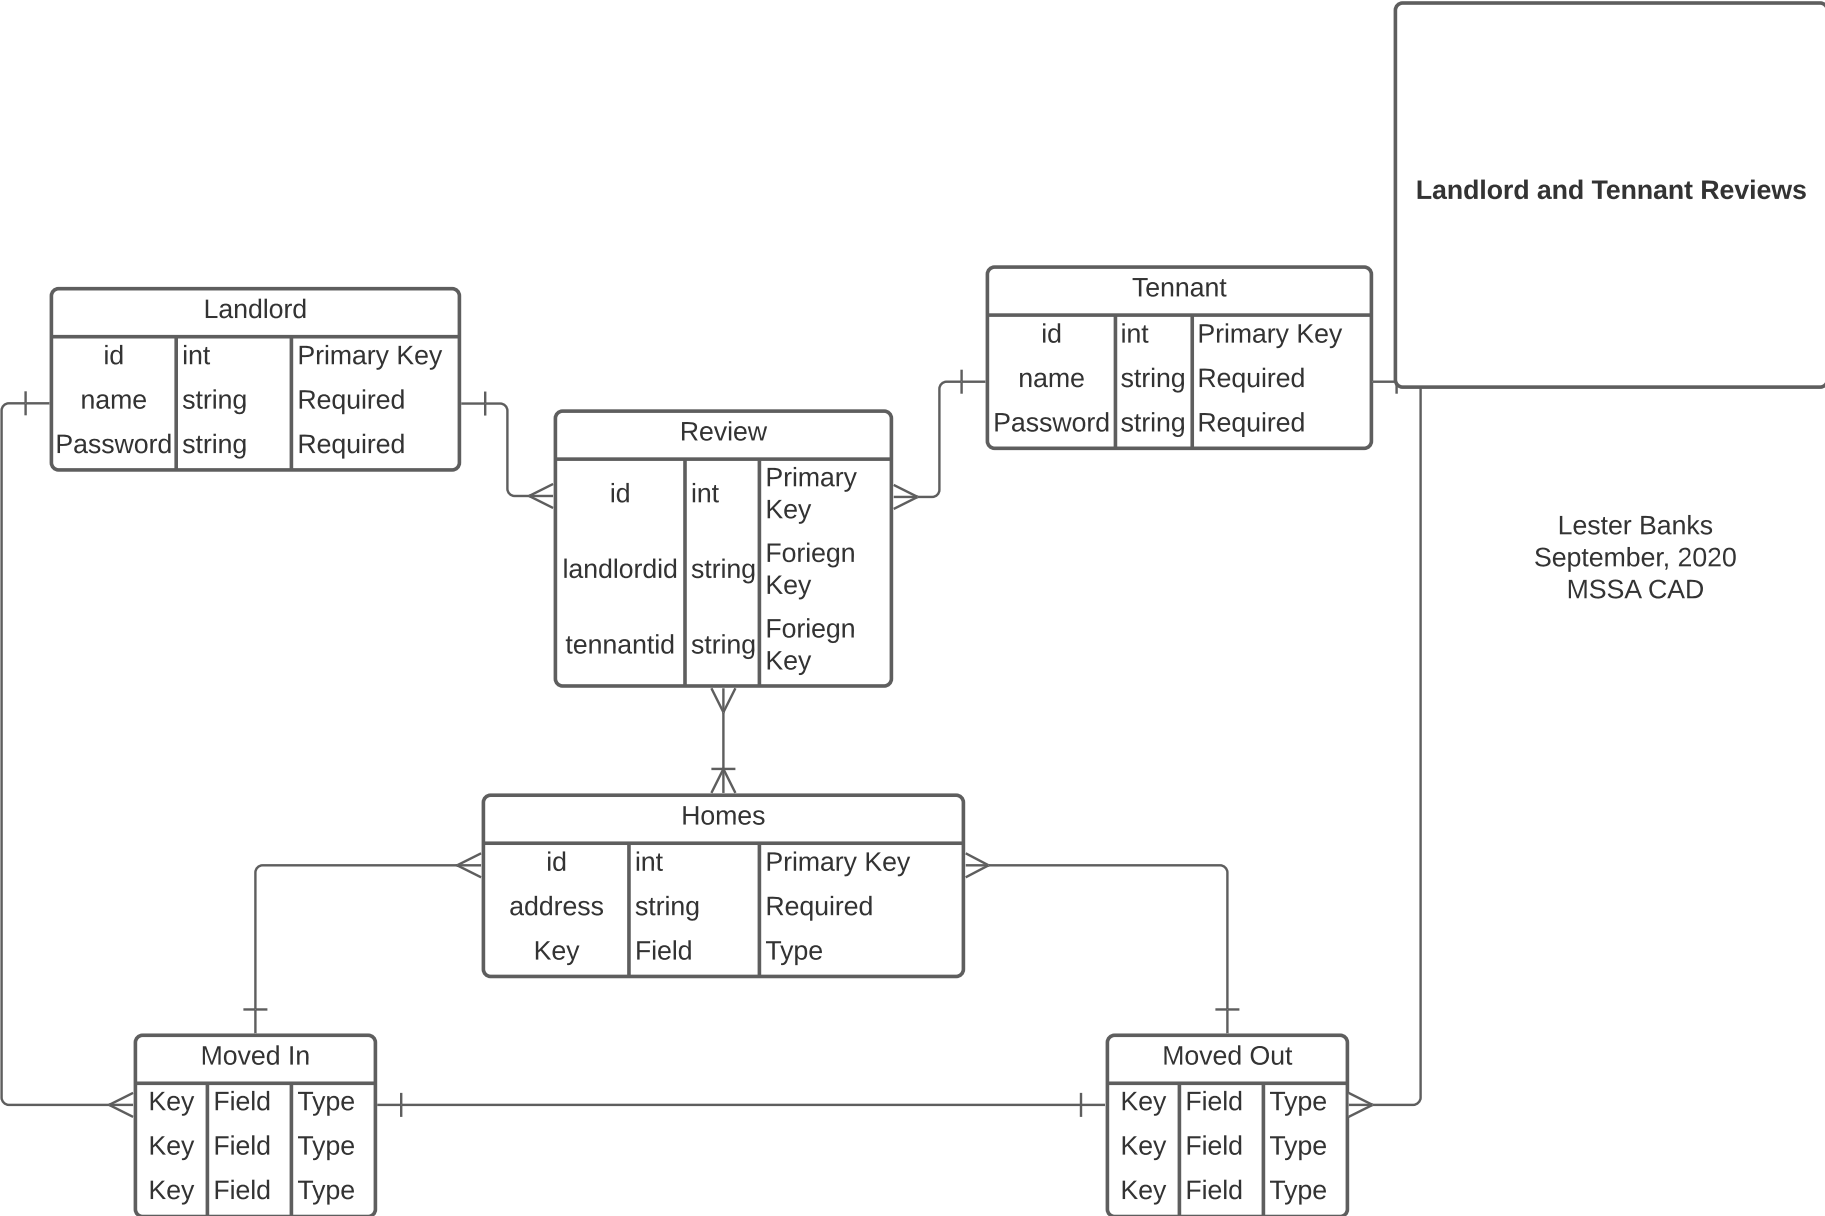 Landlord and Tennant Reviews
Lester Banks
September, 2020
MSSA CAD
Landlord
id int Primary Key
name string Required
Password string Required
Tennant
id int Primary Key
name string Required
Password string Required
Review
id int Primary
Key
landlordid string Foriegn
Key
tennantid string Foriegn
Key
Homes
id int Primary Key
address string Required
Key Field Type
Moved In
Key Field Type
Key Field Type
Key Field Type
Moved Out
Key Field Type
Key Field Type
Key Field Type